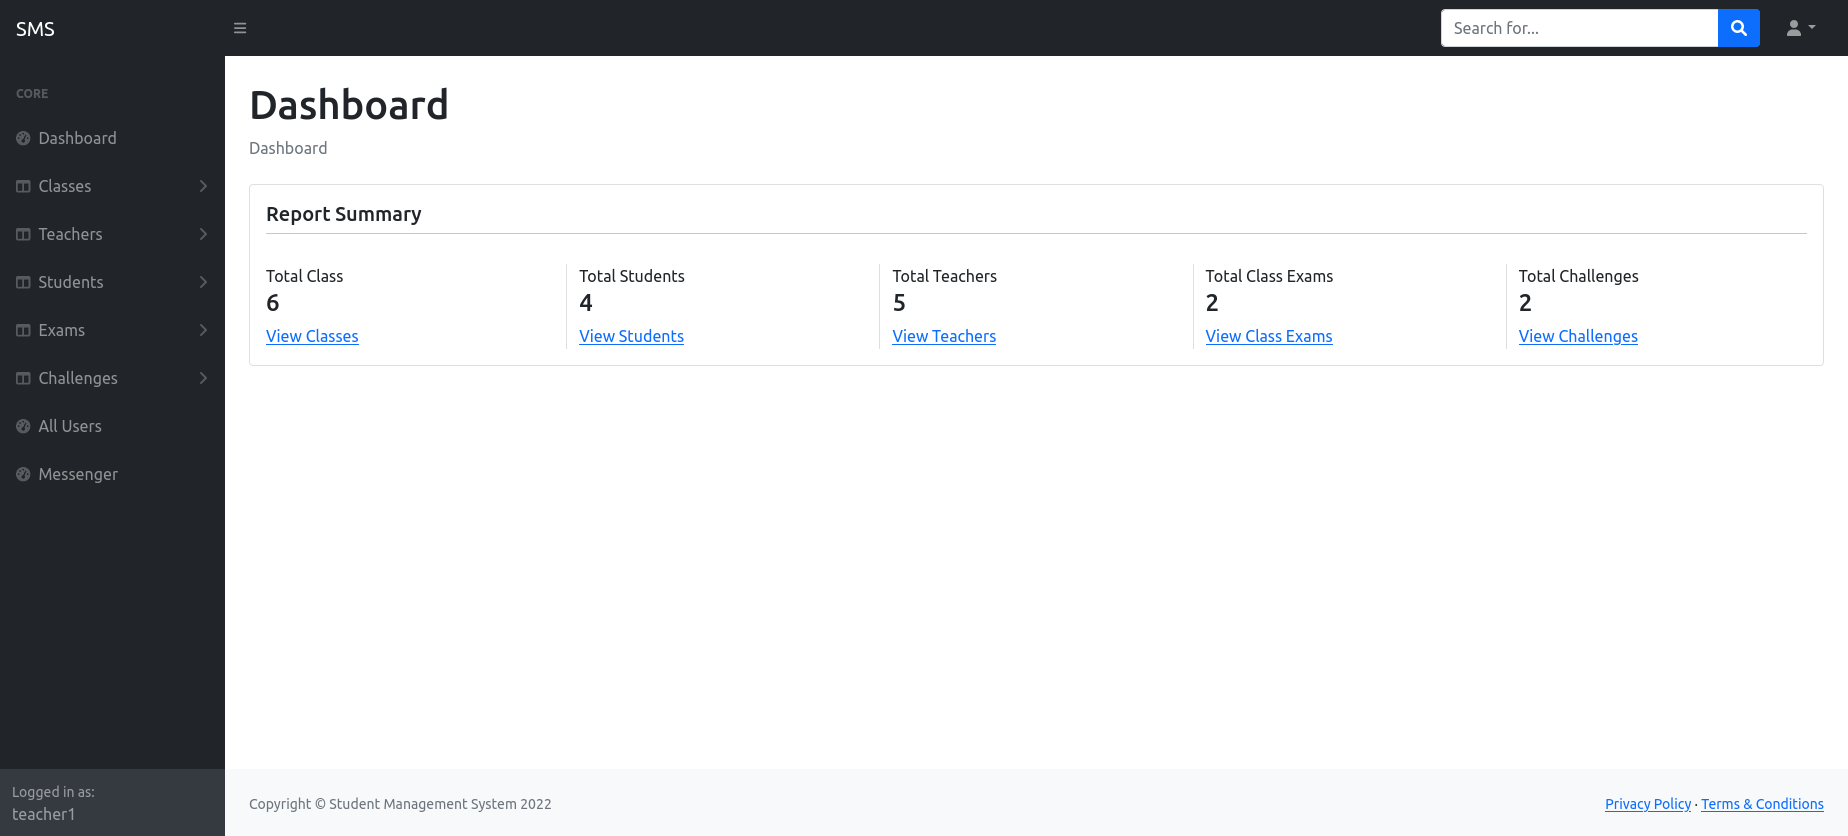 SMS
Search for...
CORE
Dashboard
Classes
Teachers
Students
Exams
Challenges
All Users
Messenger
Logged in as:
teacher1
Dashboard
Dashboard
Report Summary
Total Class
6
View Classes
Total Students
4
View Students
Total Teachers
5
View Teachers
Total Class Exams
2
View Class Exams
Total Challenges
2
View Challenges
Copyright © Student Management System 2022
Privacy Policy · Terms & Conditions